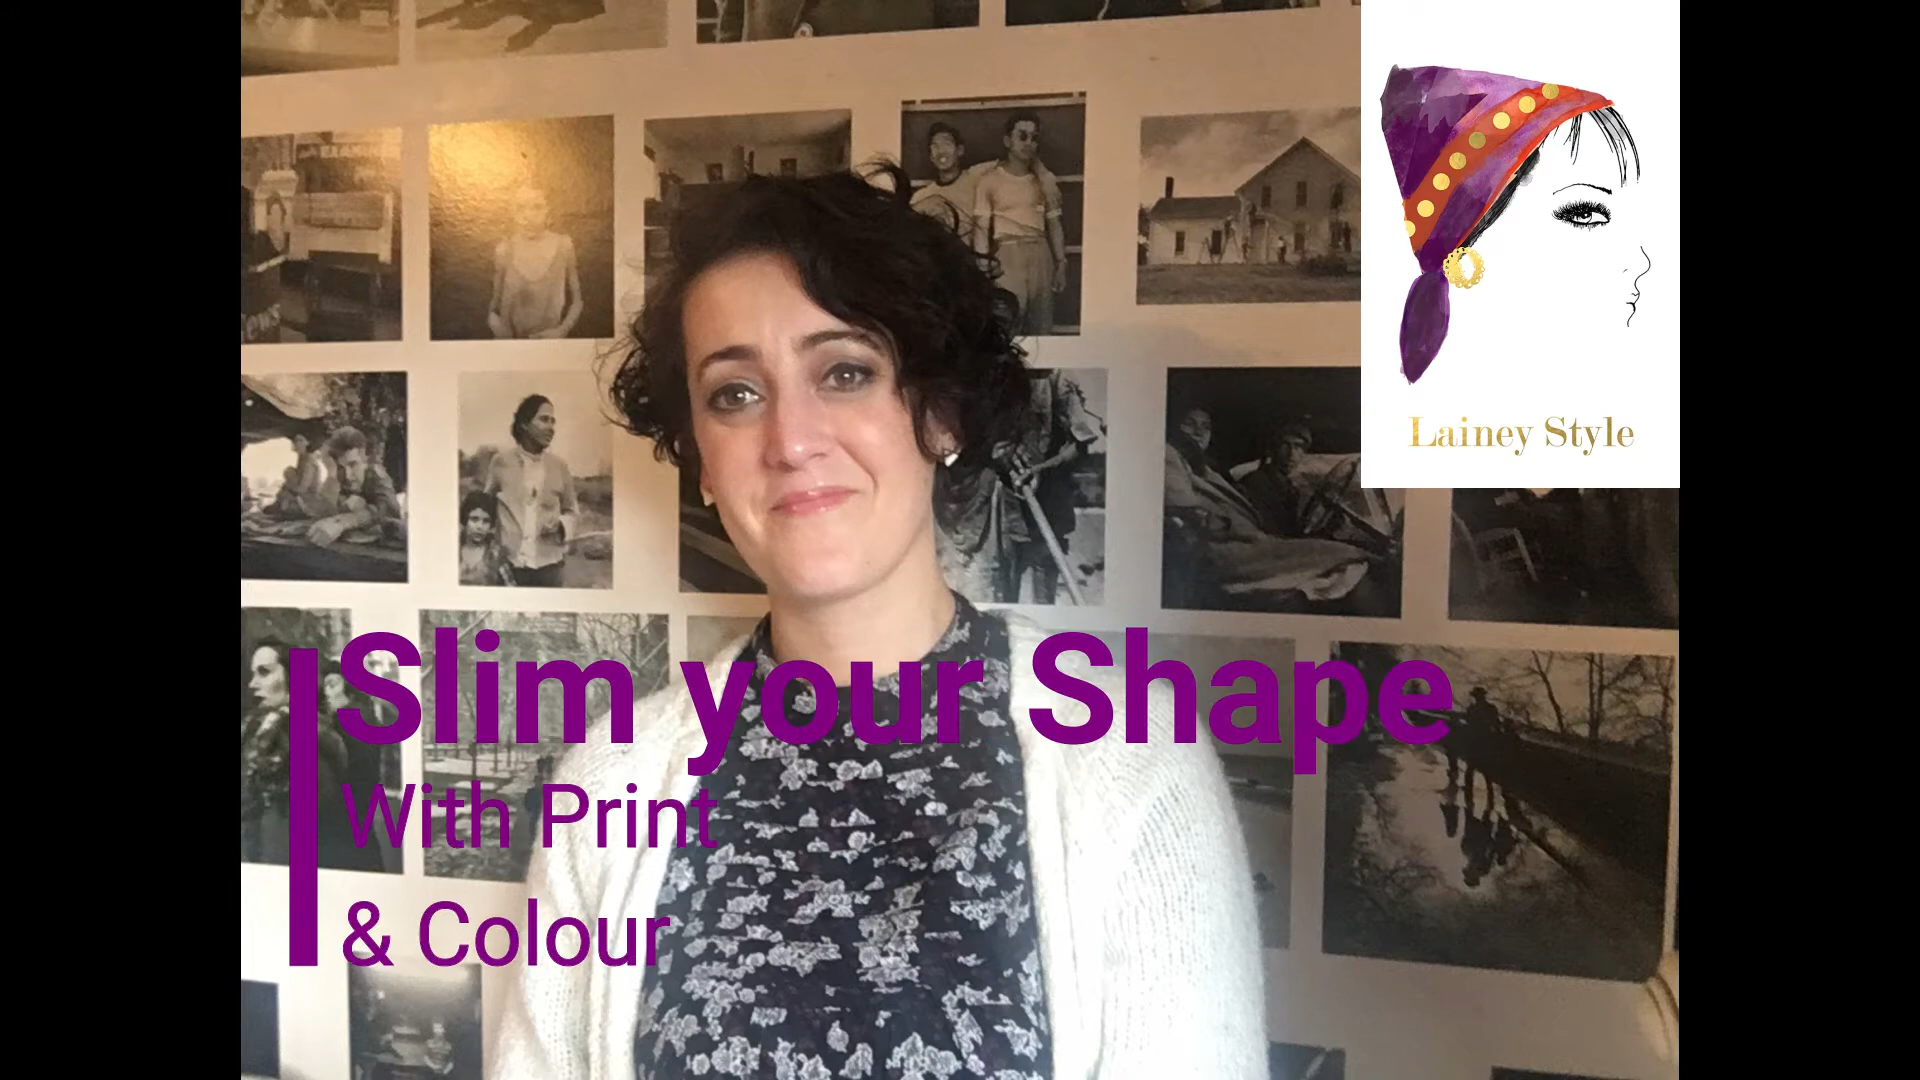 Lainey Style
Slim your Shape
With Print
& Colour